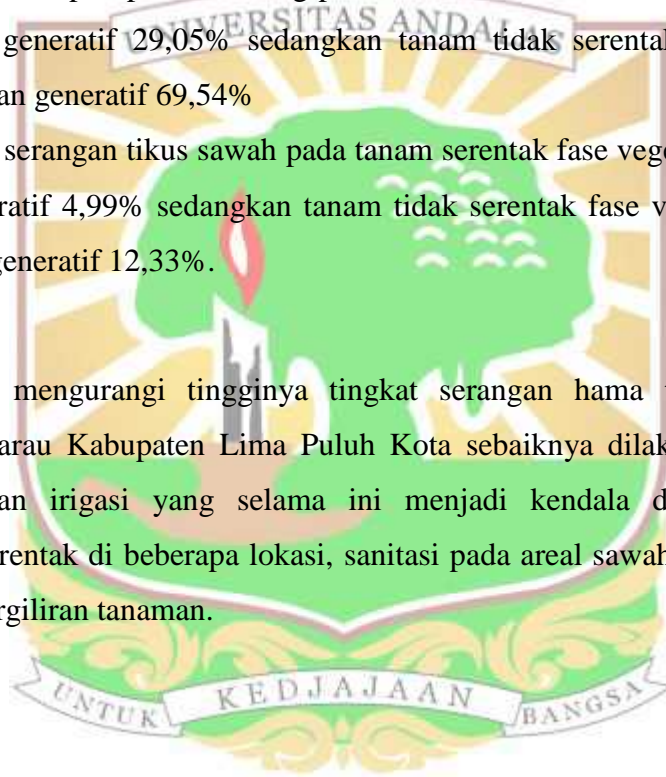 UNIVERSITAS ANDALAS
generatif 29,05% sedangkan tanam tidak serentak
an generatif 69,54%
serangan tikus sawah pada tanam serentak fase vege
ratif 4,99% sedangkan tanam tidak serentak fase v
generatif 12,33%.
mengurangi tingginya tingkat serangan hama
arau Kabupaten Lima Puluh Kota sebaiknya dilak
an irigasi yang selama ini menjadi kendala d
rentak di beberapa lokasi, sanitasi pada areal sawah
rgiliran tanaman.
UNTUK KEDJAJAAN BANGSA